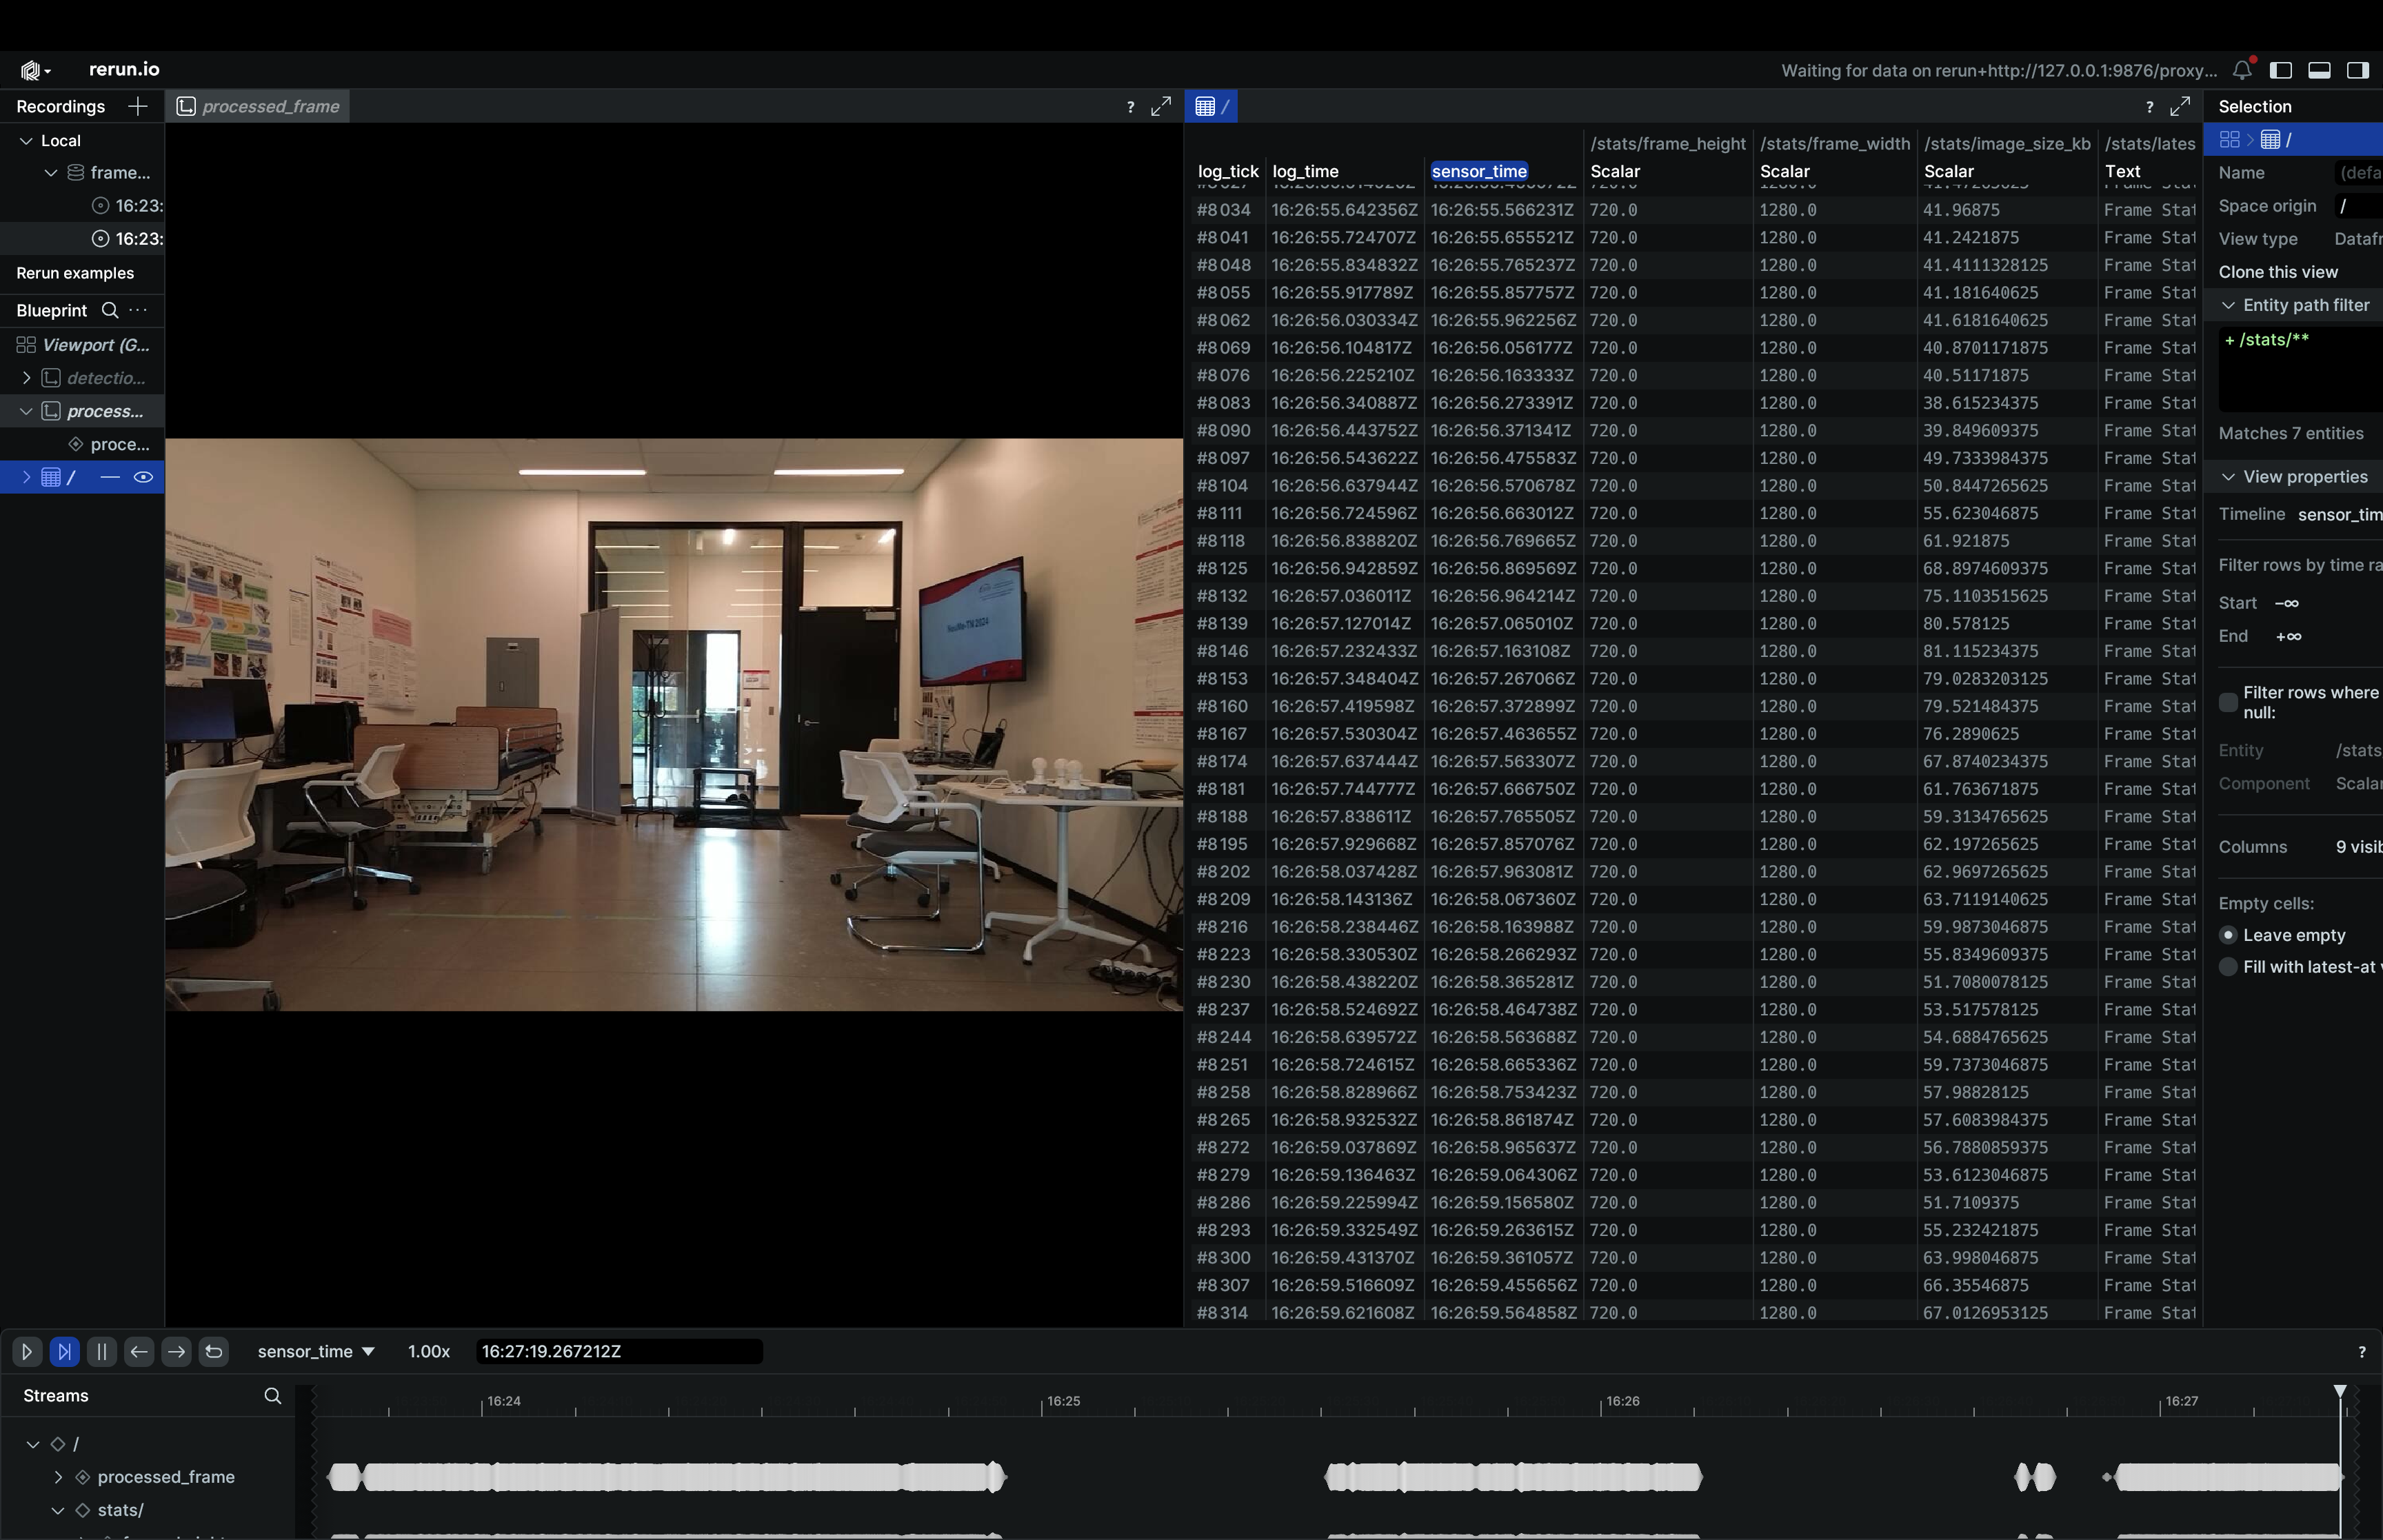 rerun.io
Waiting for data on rerun+http://127.0.0.1:9876/proxy...
Recordings
processed_frame
?
/
?
Selection
Local
frame...
16:23:
16:23:
Rerun examples
Blueprint
Viewport (G...
detectio...
process...
proce...
/
NeuMo-TN 2024
/stats/frame_height /stats/frame_width /stats/image_size_kb /stats/lates
log_tick log_time sensor_time Scalar Scalar Scalar Text
#8034 16:26:55.642356Z 16:26:55.566231Z 720.0 1280.0 41.96875 Frame Stat
#8041 16:26:55.724707Z 16:26:55.655521Z 720.0 1280.0 41.2421875 Frame Stat
#8048 16:26:55.834832Z 16:26:55.765237Z 720.0 1280.0 41.4111328125 Frame Stat
#8055 16:26:55.917789Z 16:26:55.857757Z 720.0 1280.0 41.181640625 Frame Stat
#8062 16:26:56.030334Z 16:26:55.962256Z 720.0 1280.0 41.6181640625 Frame Stat
#8069 16:26:56.104817Z 16:26:56.056177Z 720.0 1280.0 40.8701171875 Frame Stat
#8076 16:26:56.225210Z 16:26:56.163333Z 720.0 1280.0 40.51171875 Frame Stat
#8083 16:26:56.340887Z 16:26:56.273391Z 720.0 1280.0 38.615234375 Frame Stat
#8090 16:26:56.443752Z 16:26:56.371341Z 720.0 1280.0 39.849609375 Frame Stat
#8097 16:26:56.543622Z 16:26:56.475583Z 720.0 1280.0 49.7333984375 Frame Stat
#8104 16:26:56.637944Z 16:26:56.570678Z 720.0 1280.0 50.8447265625 Frame Stat
#8111 16:26:56.724596Z 16:26:56.663012Z 720.0 1280.0 55.623046875 Frame Stat
#8118 16:26:56.838820Z 16:26:56.769665Z 720.0 1280.0 61.921875 Frame Stat
#8125 16:26:56.942859Z 16:26:56.869569Z 720.0 1280.0 68.8974609375 Frame Stat
#8132 16:26:57.036011Z 16:26:56.964214Z 720.0 1280.0 75.1103515625 Frame Stat
#8139 16:26:57.127014Z 16:26:57.065010Z 720.0 1280.0 80.578125 Frame Stat
#8146 16:26:57.232433Z 16:26:57.163108Z 720.0 1280.0 81.115234375 Frame Stat
#8153 16:26:57.348404Z 16:26:57.267066Z 720.0 1280.0 79.0283203125 Frame Stat
#8160 16:26:57.419598Z 16:26:57.372899Z 720.0 1280.0 79.521484375 Frame Stat
#8167 16:26:57.530304Z 16:26:57.463655Z 720.0 1280.0 76.2890625 Frame Stat
#8174 16:26:57.637444Z 16:26:57.563307Z 720.0 1280.0 67.8740234375 Frame Stat
#8181 16:26:57.744777Z 16:26:57.666750Z 720.0 1280.0 61.763671875 Frame Stat
#8188 16:26:57.838611Z 16:26:57.765505Z 720.0 1280.0 59.3134765625 Frame Stat
#8195 16:26:57.929668Z 16:26:57.857076Z 720.0 1280.0 62.197265625 Frame Stat
#8202 16:26:58.037428Z 16:26:57.963081Z 720.0 1280.0 62.9697265625 Frame Stat
#8209 16:26:58.143136Z 16:26:58.067360Z 720.0 1280.0 63.7119140625 Frame Stat
#8216 16:26:58.238446Z 16:26:58.163988Z 720.0 1280.0 59.9873046875 Frame Stat
#8223 16:26:58.330530Z 16:26:58.266293Z 720.0 1280.0 55.8349609375 Frame Stat
#8230 16:26:58.438220Z 16:26:58.365281Z 720.0 1280.0 51.7080078125 Frame Stat
#8237 16:26:58.524692Z 16:26:58.464738Z 720.0 1280.0 53.517578125 Frame Stat
#8244 16:26:58.639572Z 16:26:58.563688Z 720.0 1280.0 54.6884765625 Frame Stat
#8251 16:26:58.724615Z 16:26:58.665336Z 720.0 1280.0 59.7373046875 Frame Stat
#8258 16:26:58.828966Z 16:26:58.753423Z 720.0 1280.0 57.98828125 Frame Stat
#8265 16:26:58.932532Z 16:26:58.861874Z 720.0 1280.0 57.6083984375 Frame Stat
#8272 16:26:59.037869Z 16:26:58.965637Z 720.0 1280.0 56.7880859375 Frame Stat
#8279 16:26:59.136463Z 16:26:59.064306Z 720.0 1280.0 53.6123046875 Frame Stat
#8286 16:26:59.225994Z 16:26:59.156580Z 720.0 1280.0 51.7109375 Frame Stat
#8293 16:26:59.332549Z 16:26:59.263615Z 720.0 1280.0 55.232421875 Frame Stat
#8300 16:26:59.431370Z 16:26:59.361057Z 720.0 1280.0 63.998046875 Frame Stat
#8307 16:26:59.516609Z 16:26:59.455656Z 720.0 1280.0 66.35546875 Frame Stat
#8314 16:26:59.621608Z 16:26:59.564858Z 720.0 1280.0 67.0126953125 Frame Stat
/
Name (defa
Space origin /
View type Datafr
Clone this view
Entity path filter
+ /stats/**
Matches 7 entities
View properties
Timeline sensor_tim
Filter rows by time ra
Start −∞
End +∞
Filter rows where
null:
Entity /stats
Component Scalar
Columns 9 visib
Empty cells:
Leave empty
Fill with latest-at v
sensor_time 1.00x 16:27:19.267212Z ?
Streams
16:24 16:25 16:26 16:27
/
processed_frame
stats/